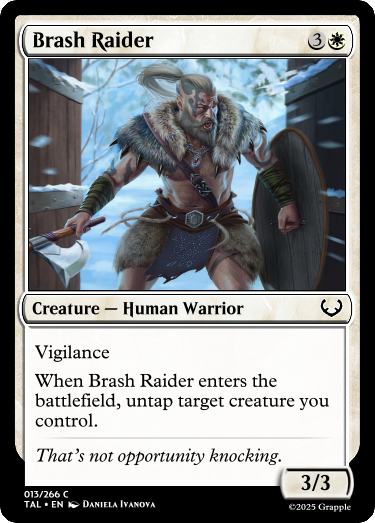 Brash Raider 3
Creature — Human Warrior
Vigilance
When Brash Raider enters the
battlefield, untap target creature you
control.
That's not opportunity knocking.
3/3
013/266 C
TAL • EN Daniela Ivanova
©2025 Grapple